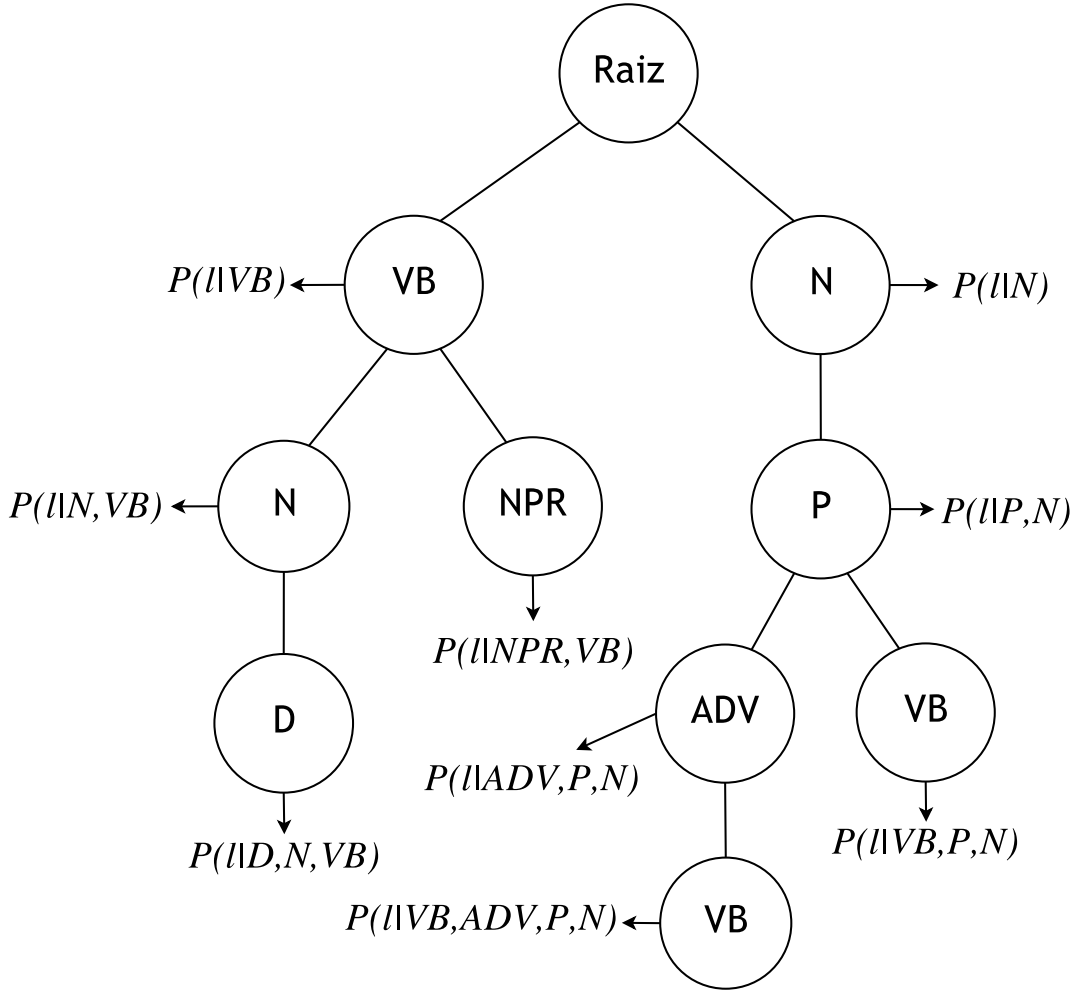 Raiz
P(l|VB)
VB
N
P(l|N)
P(l|N,VB)
N
NPR
P
P(l|P,N)
P(l|NPR,VB)
D
ADV
VB
P(l|ADV,P,N)
P(l|D,N,VB)
P(l|VB,P,N)
P(l|VB,ADV,P,N)
VB